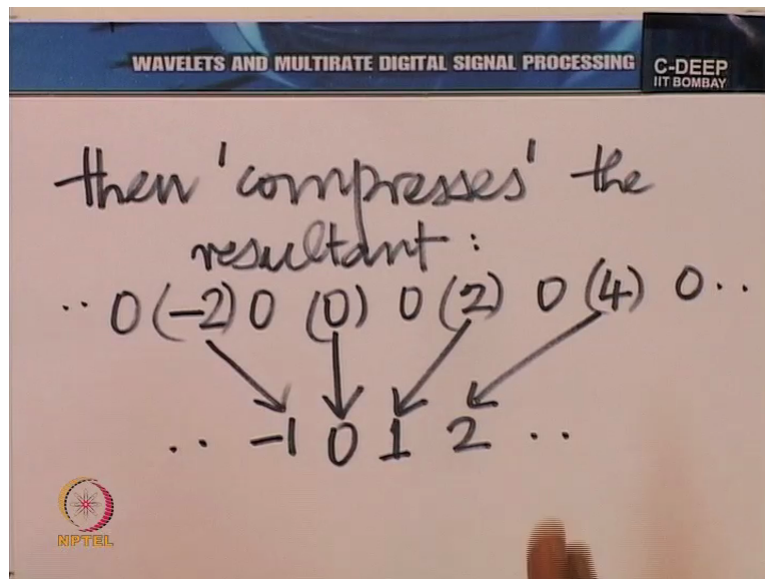 WAVELETS AND MULTIRATE DIGITAL SIGNAL PROCESSING
C-DEEP
IIT BOMBAY
then 'compresses' the
resultant :
.. 0 (-2) 0 (0) 0 (2) 0 (4) 0 ..
.. -1 0 1 2 ..
NPTEL